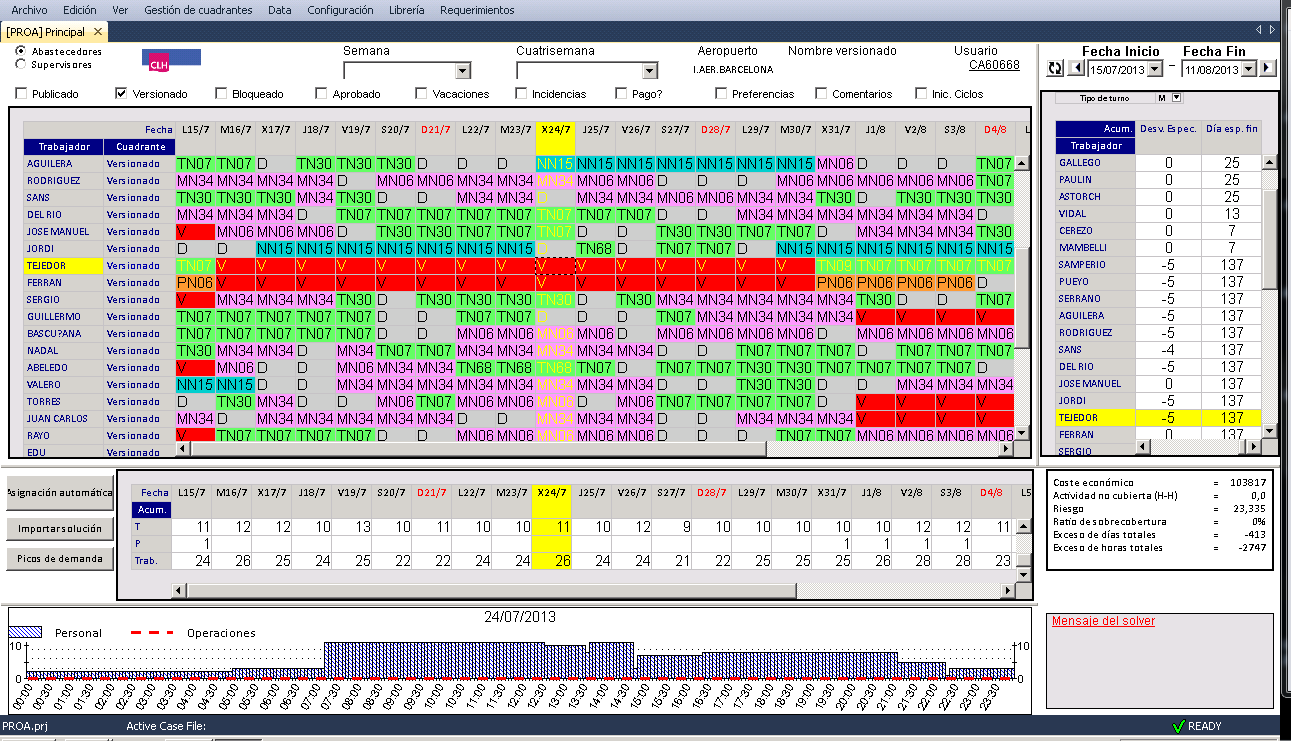 Archivo Edición Ver Gestión de cuadrantes Data Configuración Librería Requerimientos
[PROA] Principal
Abastecedores
Supervisores
CLH
Semana Cuatrisemana Aeropuerto Nombre versionado Usuario
I.AER.BARCELONA CA60668
Fecha Inicio Fecha Fin
15/07/2013 – 11/08/2013
Publicado Versionado Bloqueado Aprobado Vacaciones Incidencias Pago? Preferencias Comentarios Inic. Ciclos
Fecha L15/7 M16/7 X17/7 J18/7 V19/7 S20/7 D21/7 L22/7 M23/7 X24/7 J25/7 V26/7 S27/7 D28/7 L29/7 M30/7 X31/7 J1/8 V2/8 S3/8 D4/8 L
Trabajador Cuadrante
AGUILERA Versionado TN07 TN07 D TN30 TN30 TN30 D D D NN15 NN15 NN15 NN15 NN15 NN15 NN15 MN06 D D D TN07
RODRIGUEZ Versionado MN34 MN34 MN34 MN34 D MN06 MN06 MN34 MN34 MN34 MN06 MN06 D D D MN34 MN34 MN06 MN06 MN06 TN07
SANS Versionado TN30 TN30 TN30 MN34 TN30 D D MN34 MN34 D MN34 MN34 MN34 MN34 MN34 D D TN30 TN30 TN30
DEL RIO Versionado MN34 MN34 MN34 D TN07 TN07 TN07 TN07 TN07 TN07 TN07 TN07 D D MN34 MN34 MN34 MN34 MN34 MN34 D
JOSE MANUEL Versionado V MN06 MN06 MN06 D TN30 TN30 TN07 TN07 TN07 D D TN30 TN30 TN07 TN07 D MN34 MN34 MN34 TN30
JORDI Versionado D D NN15 NN15 NN15 NN15 NN15 NN15 NN15 D TN68 D TN07 TN07 D NN15 NN15 NN15 NN15 NN15 NN15
TEJEDOR Versionado TN07 V V V V V V V V V V V V V V V TN09 TN07 TN07 TN07 TN07
FERRAN Versionado PN06 V V V V V V V V V V V V V V V PN06 PN06 PN06 PN06 D
SERGIO Versionado V MN34 MN34 MN34 TN30 D TN30 TN30 TN30 TN30 D TN30 MN34 MN34 MN34 MN34 MN34 TN30 D D TN07
GUILLERMO Versionado TN07 TN07 TN07 TN07 TN07 D D TN07 TN07 D D D TN07 MN06 MN34 MN34 MN34 V V V V
BASCU?ANA Versionado TN07 TN07 TN07 TN07 TN07 D D MN06 MN06 MN06 MN06 D D MN06 MN06 MN06 D MN06 MN06 MN06 MN06
NADAL Versionado TN30 MN34 MN34 D MN34 TN07 TN07 D D MN34 MN34 MN34 D D TN07 TN07 TN07 D TN07 TN07 TN07
ABELEDO Versionado V MN06 D D TN30 MN34 MN34 TN68 TN68 TN68 TN07 D TN07 TN07 TN07 TN07 D D TN07 TN07 D
VALERO Versionado NN15 NN15 D D MN34 MN34 MN34 MN34 MN34 MN34 D D D D TN30 TN30 D D MN34 MN34 MN34
TORRES Versionado D TN30 MN34 D D MN06 TN07 MN06 MN06 MN06 MN06 D TN07 TN07 TN07 D D V V V V
JUAN CARLOS Versionado MN34 D MN34 MN34 MN34 MN34 MN34 D D MN34 MN34 MN34 D D MN34 MN34 MN34 V V V V
RAYO Versionado V TN07 TN07 TN07 TN07 D D MN06 MN06 MN06 MN06 MN06 D D D TN07 TN07 MN06 MN06 MN06 MN06
EDU Versionado
Tipo de turno M
Acum. Desv. Espec. Día esp. fin
Trabajador
GALLEGO 0 25
PAULIN 0 25
ASTORCH 0 25
VIDAL 0 13
CEREZO 0 7
MAMBELLI 0 7
SAMPERIO -5 137
PUEYO -5 137
SERRANO -5 137
AGUILERA -5 137
RODRIGUEZ -5 137
SANS -4 137
DEL RIO -5 137
JOSE MANUEL 0 137
JORDI -5 137
TEJEDOR -5 137
FERRAN 0 137
SERGIO
Asignación automática
Importar solución
Picos de demanda
Fecha L15/7 M16/7 X17/7 J18/7 V19/7 S20/7 D21/7 L22/7 M23/7 X24/7 J25/7 V26/7 S27/7 D28/7 L29/7 M30/7 X31/7 J1/8 V2/8 S3/8 D4/8 L5
Acum.
T 11 12 12 10 13 10 11 10 10 11 10 12 9 10 10 10 10 10 12 12 11
P 1 1 1 1 1
Trab. 24 26 25 24 25 22 22 24 24 26 24 24 21 22 25 25 25 26 28 28 23
Coste económico = 103817
Actividad no cubierta (H-H) = 0,0
Riesgo = 23,335
Ratio de sobrecobertura = 0%
Exceso de días totales = -413
Exceso de horas totales = -2747
24/07/2013
Personal Operaciones
10 10
0 0
00:00 00:30 01:00 01:30 02:00 02:30 03:00 03:30 04:00 04:30 05:00 05:30 06:00 06:30 07:00 07:30 08:00 08:30 09:00 09:30 10:00 10:30 11:00 11:30 12:00 12:30 13:00 13:30 14:00 14:30 15:00 15:30 16:00 16:30 17:00 17:30 18:00 18:30 19:00 19:30 20:00 20:30 21:00 21:30 22:00 22:30 23:00 23:30
Mensaje del solver
PROA.prj Active Case File: READY